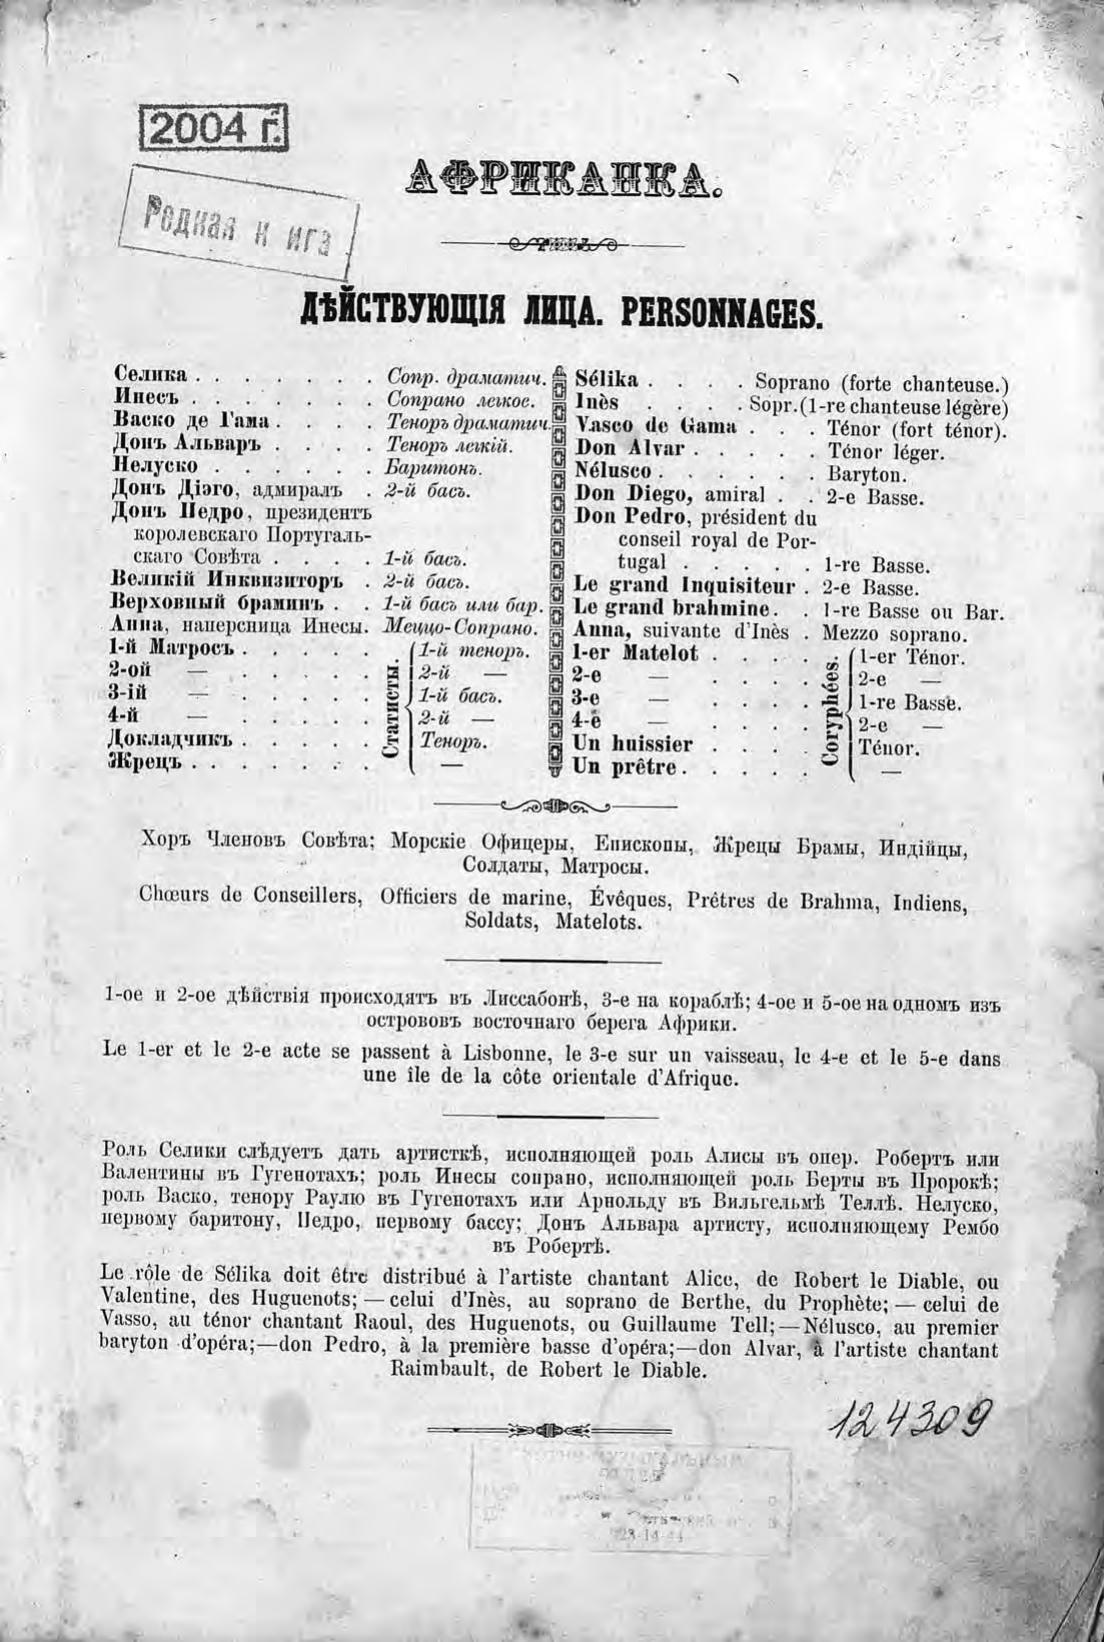 2004 г.
Редкая книга
АФРИКАНКА.
ДѢЙСТВУЮЩІЯ ЛИЦА. PERSONNAGES.
Селика . . . . . . . Сопр. драматич.
Инесъ . . . . . . . Сопрано легкое.
Васко де Гама . . . . Теноръ драматич.
Донъ Альваръ . . . . Теноръ легкій.
Нелуско . . . . . . Баритонъ.
Донъ Діэго, адмиралъ . 2-й басъ.
Донъ Педро, президентъ
королевскаго Португаль-
скаго Совѣта . . . . 1-й басъ.
Великій Инквизиторъ . 2-й басъ.
Верховный браминъ . . 1-й басъ или бар.
Анна, наперсница Инесы. Меццо-Сопрано.
1-й Матросъ . . . . . 1-й теноръ.
2-ой — . . . . . 2-й —
3-ій — . . . . . 1-й басъ.
4-й — . . . . . 2-й —
Докладчикъ . . . . . Теноръ.
Жрецъ . . . . . . . —
Статисты.
Sélika . . . . Soprano (forte chanteuse.)
Inès . . . . Sopr.(1-re chanteuse légère)
Vasco de Gama . . . Ténor (fort ténor).
Don Alvar . . . . . Ténor léger.
Nélusco . . . . . . Baryton.
Don Diego, amiral . . 2-e Basse.
Don Pedro, président du
conseil royal de Por-
tugal . . . . . 1-re Basse.
Le grand Inquisiteur . 2-e Basse.
Le grand brahmine. . 1-re Basse ou Bar.
Anna, suivante d'Inès . Mezzo soprano.
1-er Matelot . . . . 1-er Ténor.
2-e — . . . . 2-e —
3-e — . . . . 1-re Basse.
4-e — . . . . 2-e —
Un huissier . . . . Ténor.
Un prêtre. . . . . —
Coryphées.
Хоръ Членовъ Совѣта; Морскіе Офицеры, Епископы, Жрецы Брамы, Индійцы,
Солдаты, Матросы.
Chœurs de Conseillers, Officiers de marine, Évêques, Prêtres de Brahma, Indiens,
Soldats, Matelots.
1-ое и 2-ое дѣйствія происходятъ въ Лиссабонѣ, 3-е на кораблѣ; 4-ое и 5-ое на одномъ изъ
острововъ восточнаго берега Африки.
Le 1-er et le 2-e acte se passent à Lisbonne, le 3-e sur un vaisseau, le 4-e et le 5-e dans
une île de la côte orientale d'Afrique.
Роль Селики слѣдуетъ дать артисткѣ, исполняющей роль Алисы въ опер. Робертъ или
Валентины въ Гугенотахъ; роль Инесы сопрано, исполняющей роль Берты въ Пророкѣ;
роль Васко, тенору Раулю въ Гугенотахъ или Арнольду въ Вильгельмѣ Теллѣ. Нелуско,
первому баритону, Педро, первому бассу; Донъ Альвара артисту, исполняющему Рембо
въ Робертѣ.
Le rôle de Sélika doit être distribué à l'artiste chantant Alice, de Robert le Diable, ou
Valentine, des Huguenots; — celui d'Inès, au soprano de Berthe, du Prophète; — celui de
Vasso, au ténor chantant Raoul, des Huguenots, ou Guillaume Tell; — Nélusco, au premier
baryton d'opéra;—don Pedro, à la première basse d'opéra;—don Alvar, à l'artiste chantant
Raimbault, de Robert le Diable.
124309